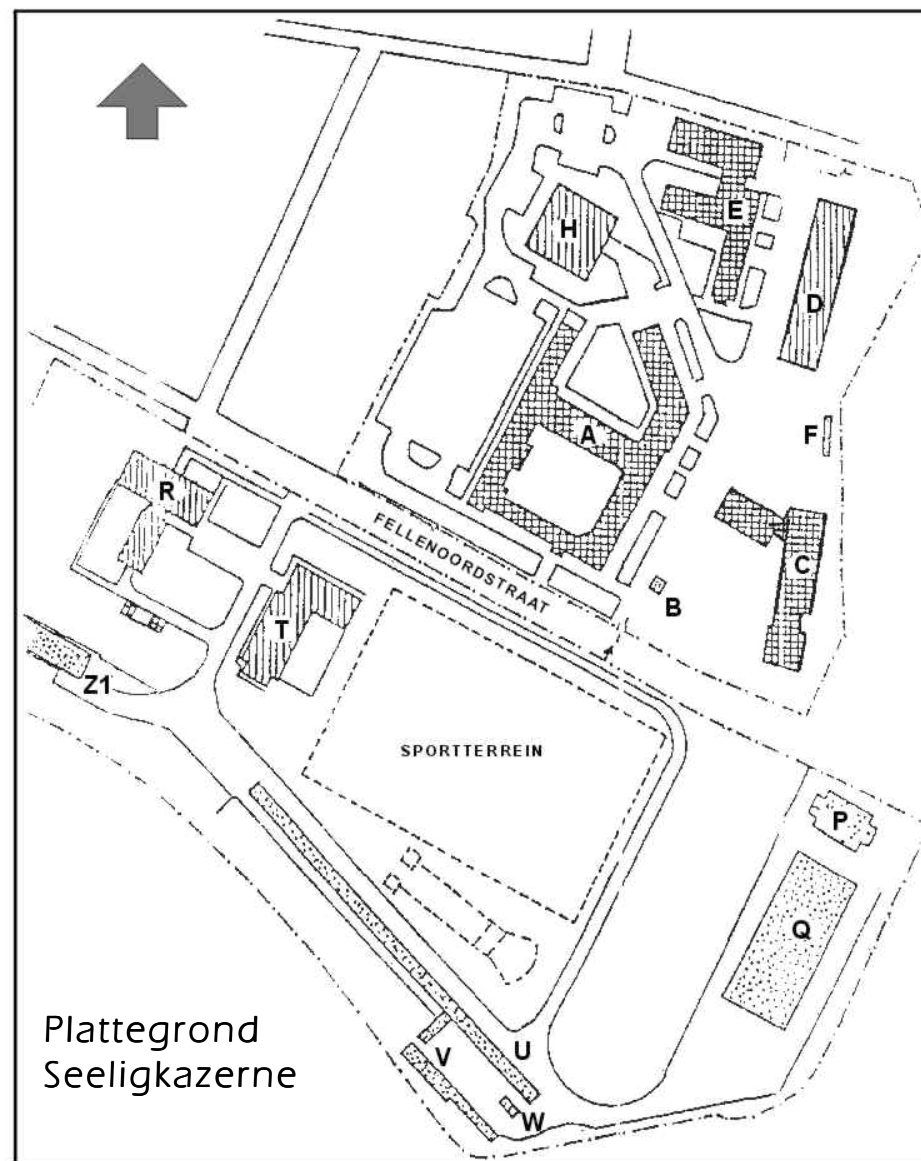 E
H
D
A
F
R
FELLENOORDSTRAAT
C
B
T
Z1
SPORTTERREIN
P
Q
Plattegrond
Seeligkazerne
V
U
W